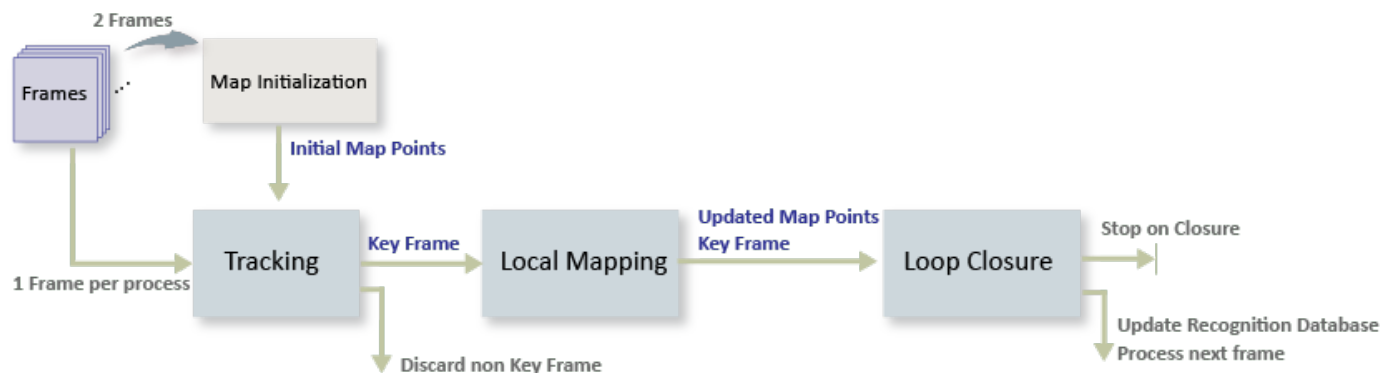 2 Frames
Frames
...
Map Initialization
Initial Map Points
1 Frame per process
Tracking
Key Frame
Discard non Key Frame
Local Mapping
Updated Map Points
Key Frame
Loop Closure
Stop on Closure
Update Recognition Database
Process next frame